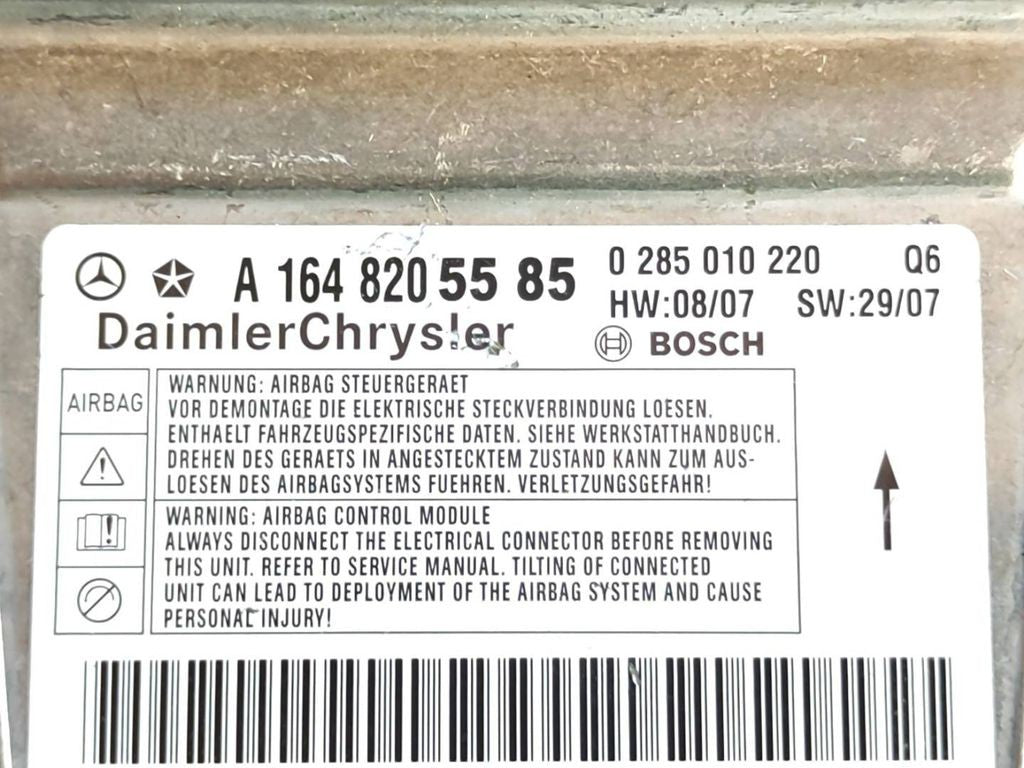 A 164 820 55 85
DaimlerChrysler
0 285 010 220 Q6
HW:08/07 SW:29/07
BOSCH
AIRBAG
WARNUNG: AIRBAG STEUERGERAET
VOR DEMONTAGE DIE ELEKTRISCHE STECKVERBINDUNG LOESEN.
ENTHAELT FAHRZEUGSPEZIFISCHE DATEN. SIEHE WERKSTATTHANDBUCH.
DREHEN DES GERAETS IN ANGESTECKTEM ZUSTAND KANN ZUM AUS-
LOESEN DES AIRBAGSYSTEMS FUEHREN. VERLETZUNGSGEFAHR!
WARNING: AIRBAG CONTROL MODULE
ALWAYS DISCONNECT THE ELECTRICAL CONNECTOR BEFORE REMOVING
THIS UNIT. REFER TO SERVICE MANUAL. TILTING OF CONNECTED
UNIT CAN LEAD TO DEPLOYMENT OF THE AIRBAG SYSTEM AND CAUSE
PERSONAL INJURY!